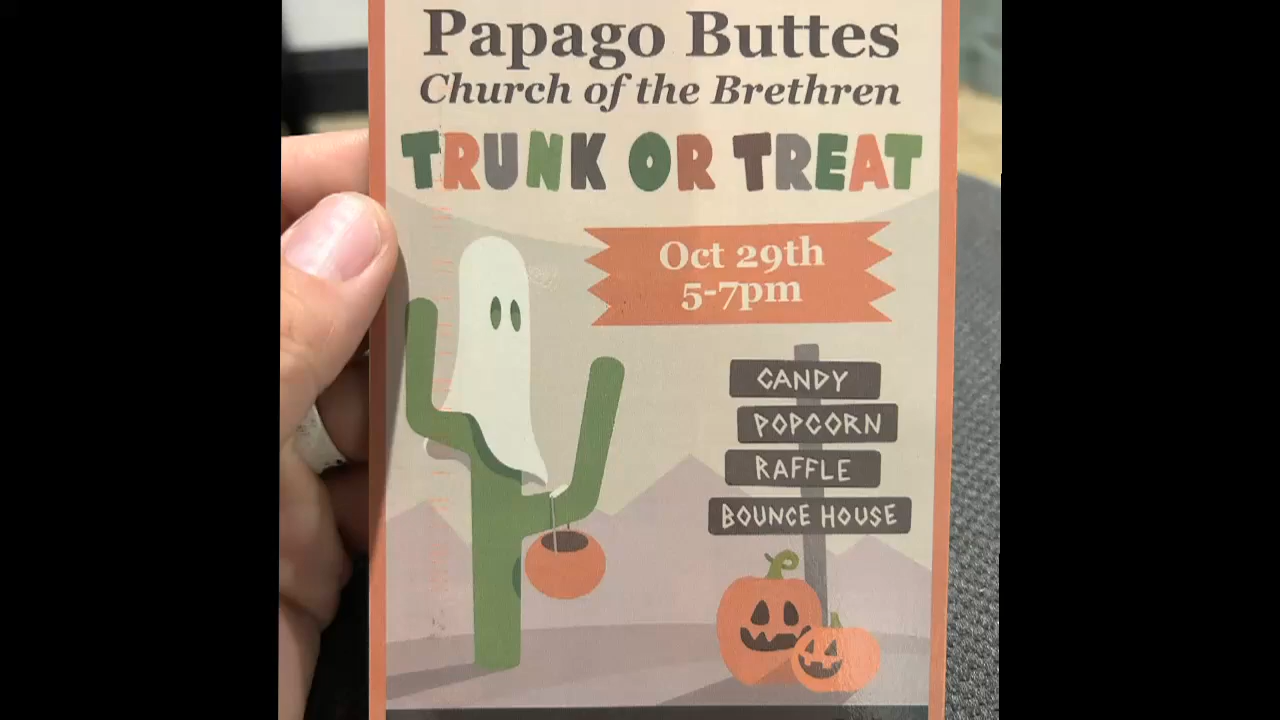 Papago Buttes
Church of the Brethren
TRUNK OR TREAT
Oct 29th
5-7pm
CANDY
POPCORN
RAFFLE
BOUNCE HOUSE